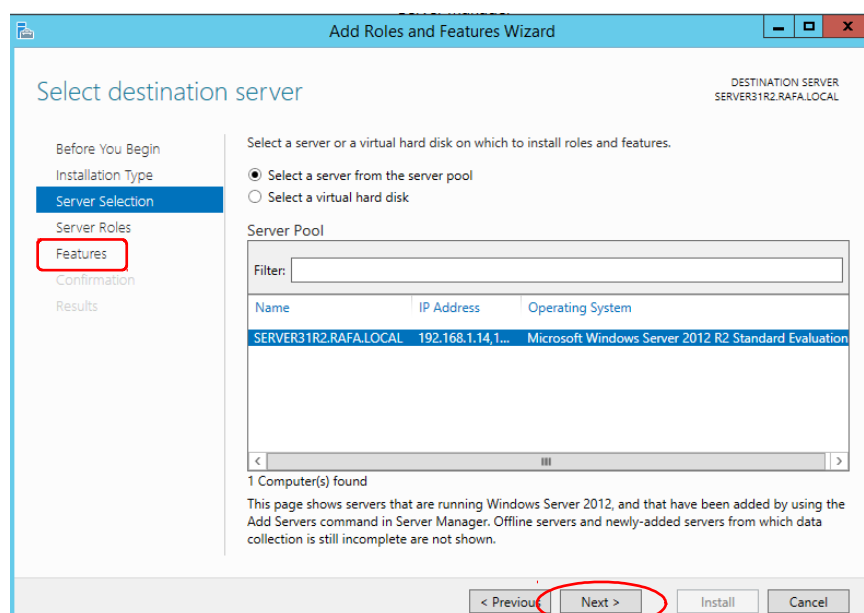 Add Roles and Features Wizard
Select destination server
DESTINATION SERVER
SERVER31R2.RAFA.LOCAL
Before You Begin
Installation Type
Server Selection
Server Roles
Features
Confirmation
Results
Select a server or a virtual hard disk on which to install roles and features.
Select a server from the server pool
Select a virtual hard disk
Server Pool
Filter:
Name IP Address Operating System
SERVER31R2.RAFA.LOCAL 192.168.1.14,1... Microsoft Windows Server 2012 R2 Standard Evaluation
1 Computer(s) found
This page shows servers that are running Windows Server 2012, and that have been added by using the
Add Servers command in Server Manager. Offline servers and newly-added servers from which data
collection is still incomplete are not shown.
< Previous Next > Install Cancel